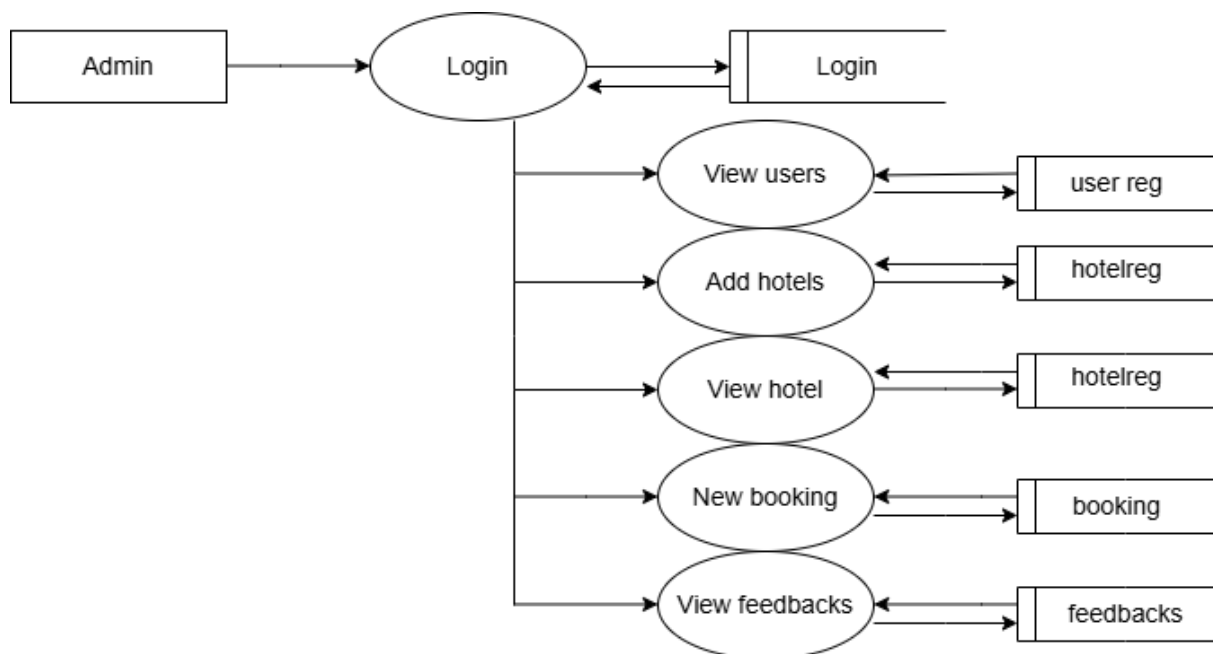 Admin
Login
Login
View users
user reg
Add hotels
hotelreg
View hotel
hotelreg
New booking
booking
View feedbacks
feedbacks